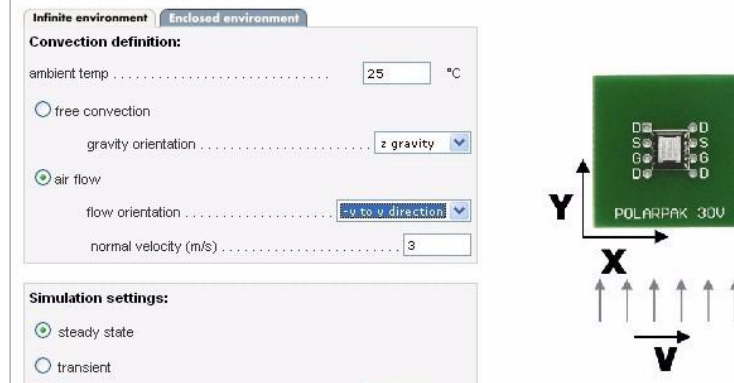 Infinite environment Enclosed environment
Convection definition:
ambient temp . . . . . . . . . . . . . . . . . . . . . . . . . . . . 25 °C
free convection
gravity orientation . . . . . . . . . . . . . . . . . . . . . . z gravity
air flow
flow orientation . . . . . . . . . . . . . . . . . . . -y to y direction
normal velocity (m/s) . . . . . . . . . . . . . . . . . . . . . . 3
Simulation settings:
steady state
transient
D D
S S
G G
D D
POLARPAK 30V
Y
X
V